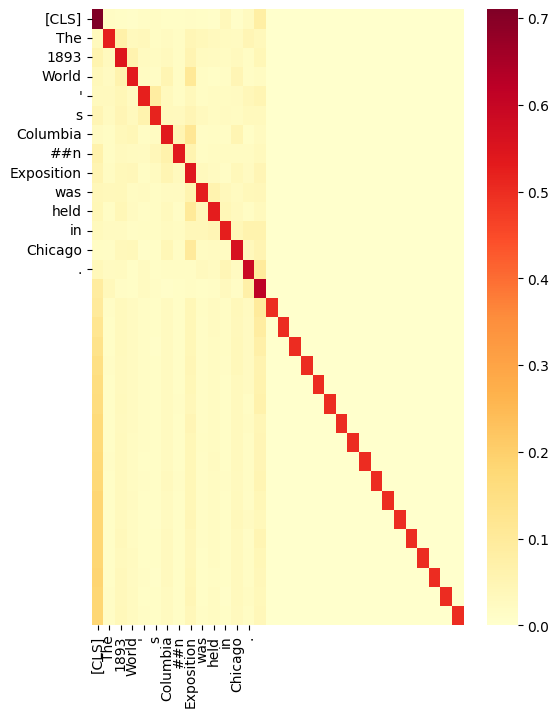 [CLS]
The
1893
World
'
s
Columbia
##n
Exposition
was
held
in
Chicago
.
0.7
0.6
0.5
0.4
0.3
0.2
0.1
0.0
[CLS]
The
1893
World
'
s
Columbia
##n
Exposition
was
held
in
Chicago
.